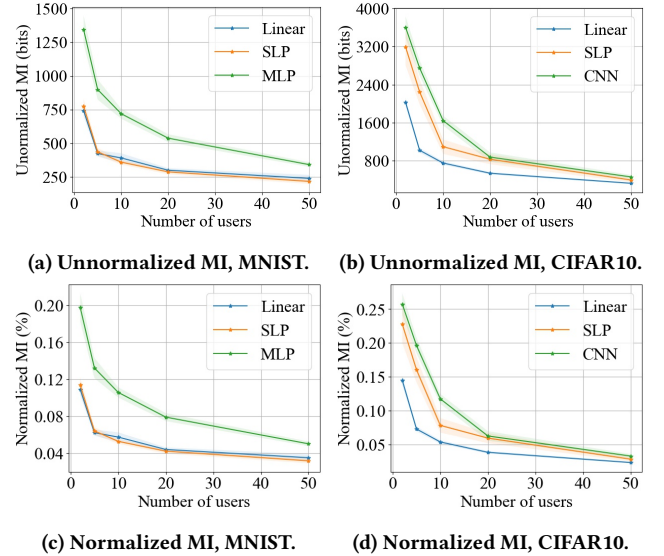 1500
1250
1000
750
500
250
0 10 20 30 40 50
Unormalized MI (bits)
Number of users
Linear
SLP
MLP
(a) Unnormalized MI, MNIST.
4000
3200
2400
1600
800
0 10 20 30 40 50
Unormalized MI (bits)
Number of users
Linear
SLP
CNN
(b) Unnormalized MI, CIFAR10.
0.20
0.16
0.12
0.08
0.04
0 10 20 30 40 50
Normalized MI (%)
Number of users
Linear
SLP
MLP
(c) Normalized MI, MNIST.
0.25
0.20
0.15
0.10
0.05
0 10 20 30 40 50
Normalized MI (%)
Number of users
Linear
SLP
CNN
(d) Normalized MI, CIFAR10.